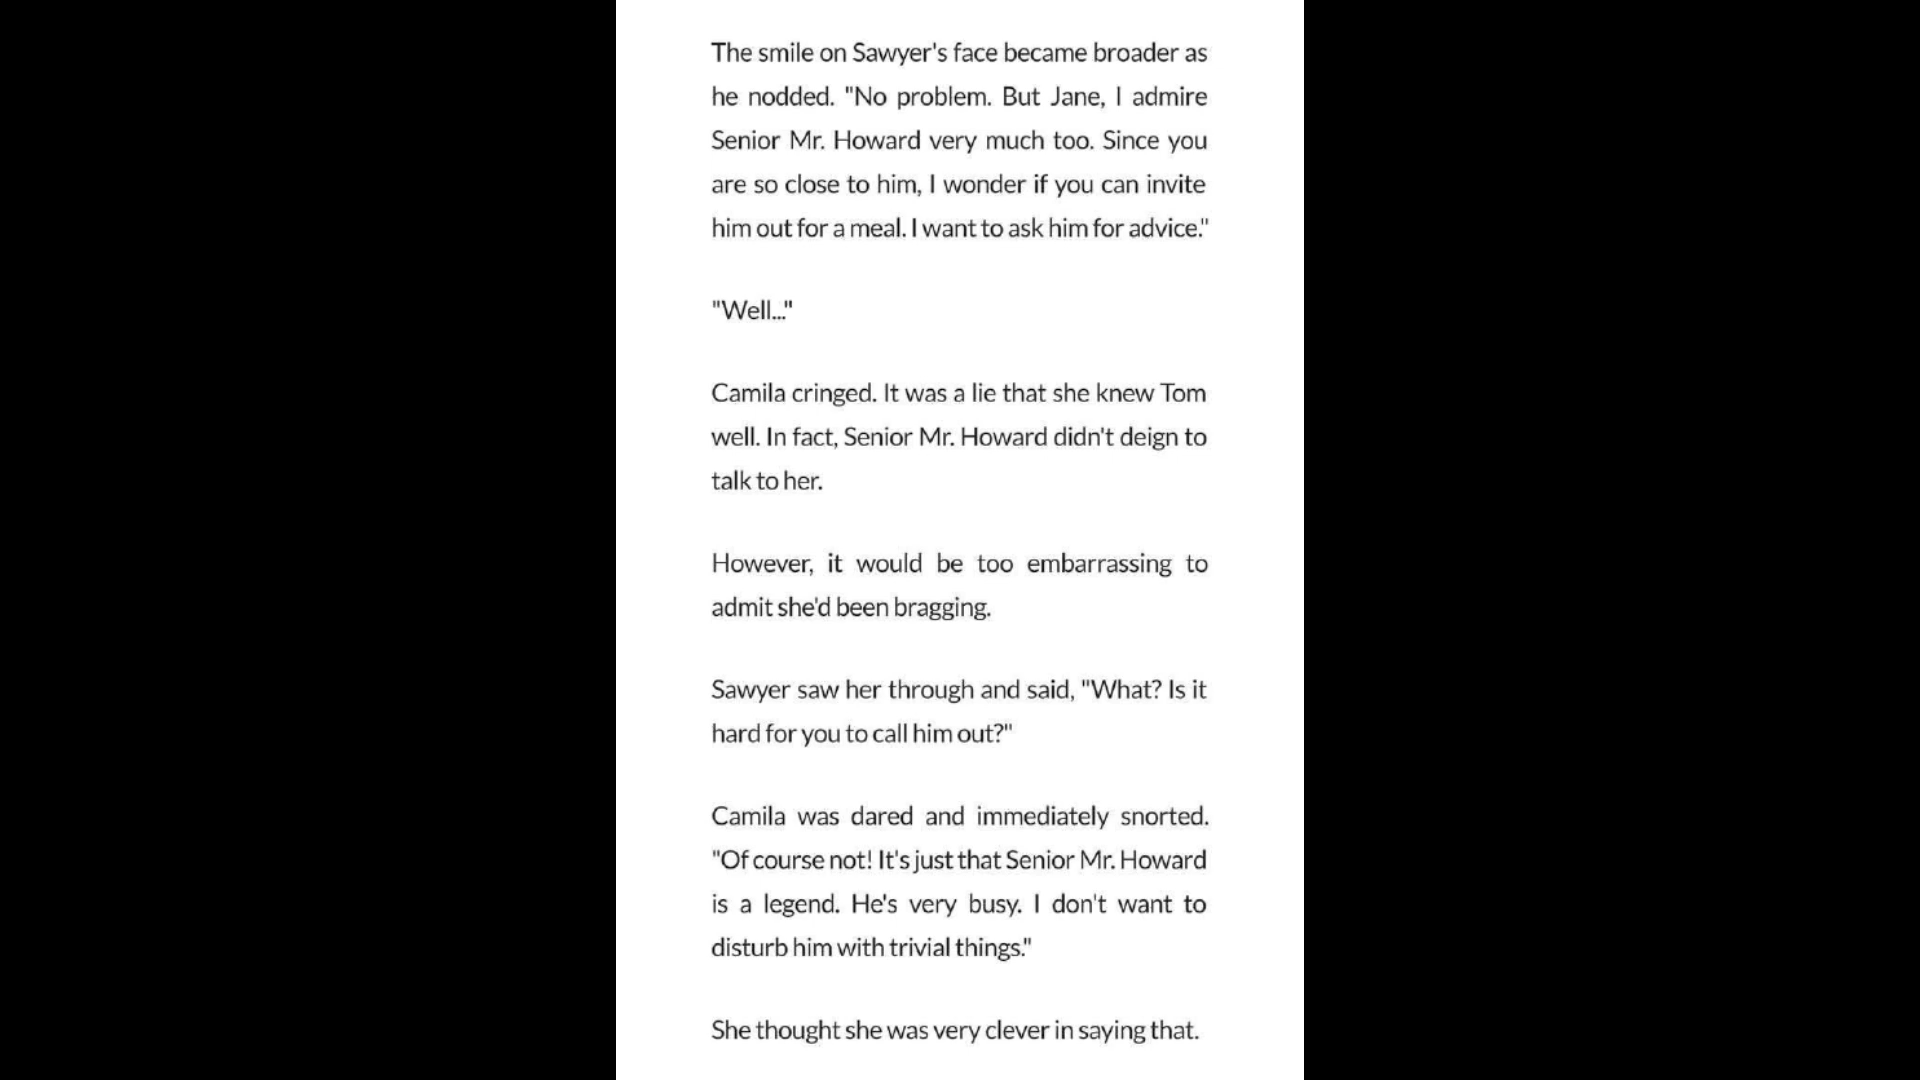 The smile on Sawyer's face became broader as
he nodded. "No problem. But Jane, I admire
Senior Mr. Howard very much too. Since you
are so close to him, I wonder if you can invite
him out for a meal. I want to ask him for advice."
"Well..."
Camila cringed. It was a lie that she knew Tom
well. In fact, Senior Mr. Howard didn't deign to
talk to her.
However, it would be too embarrassing to
admit she'd been bragging.
Sawyer saw her through and said, "What? Is it
hard for you to call him out?"
Camila was dared and immediately snorted.
"Of course not! It's just that Senior Mr. Howard
is a legend. He's very busy. I don't want to
disturb him with trivial things."
She thought she was very clever in saying that.